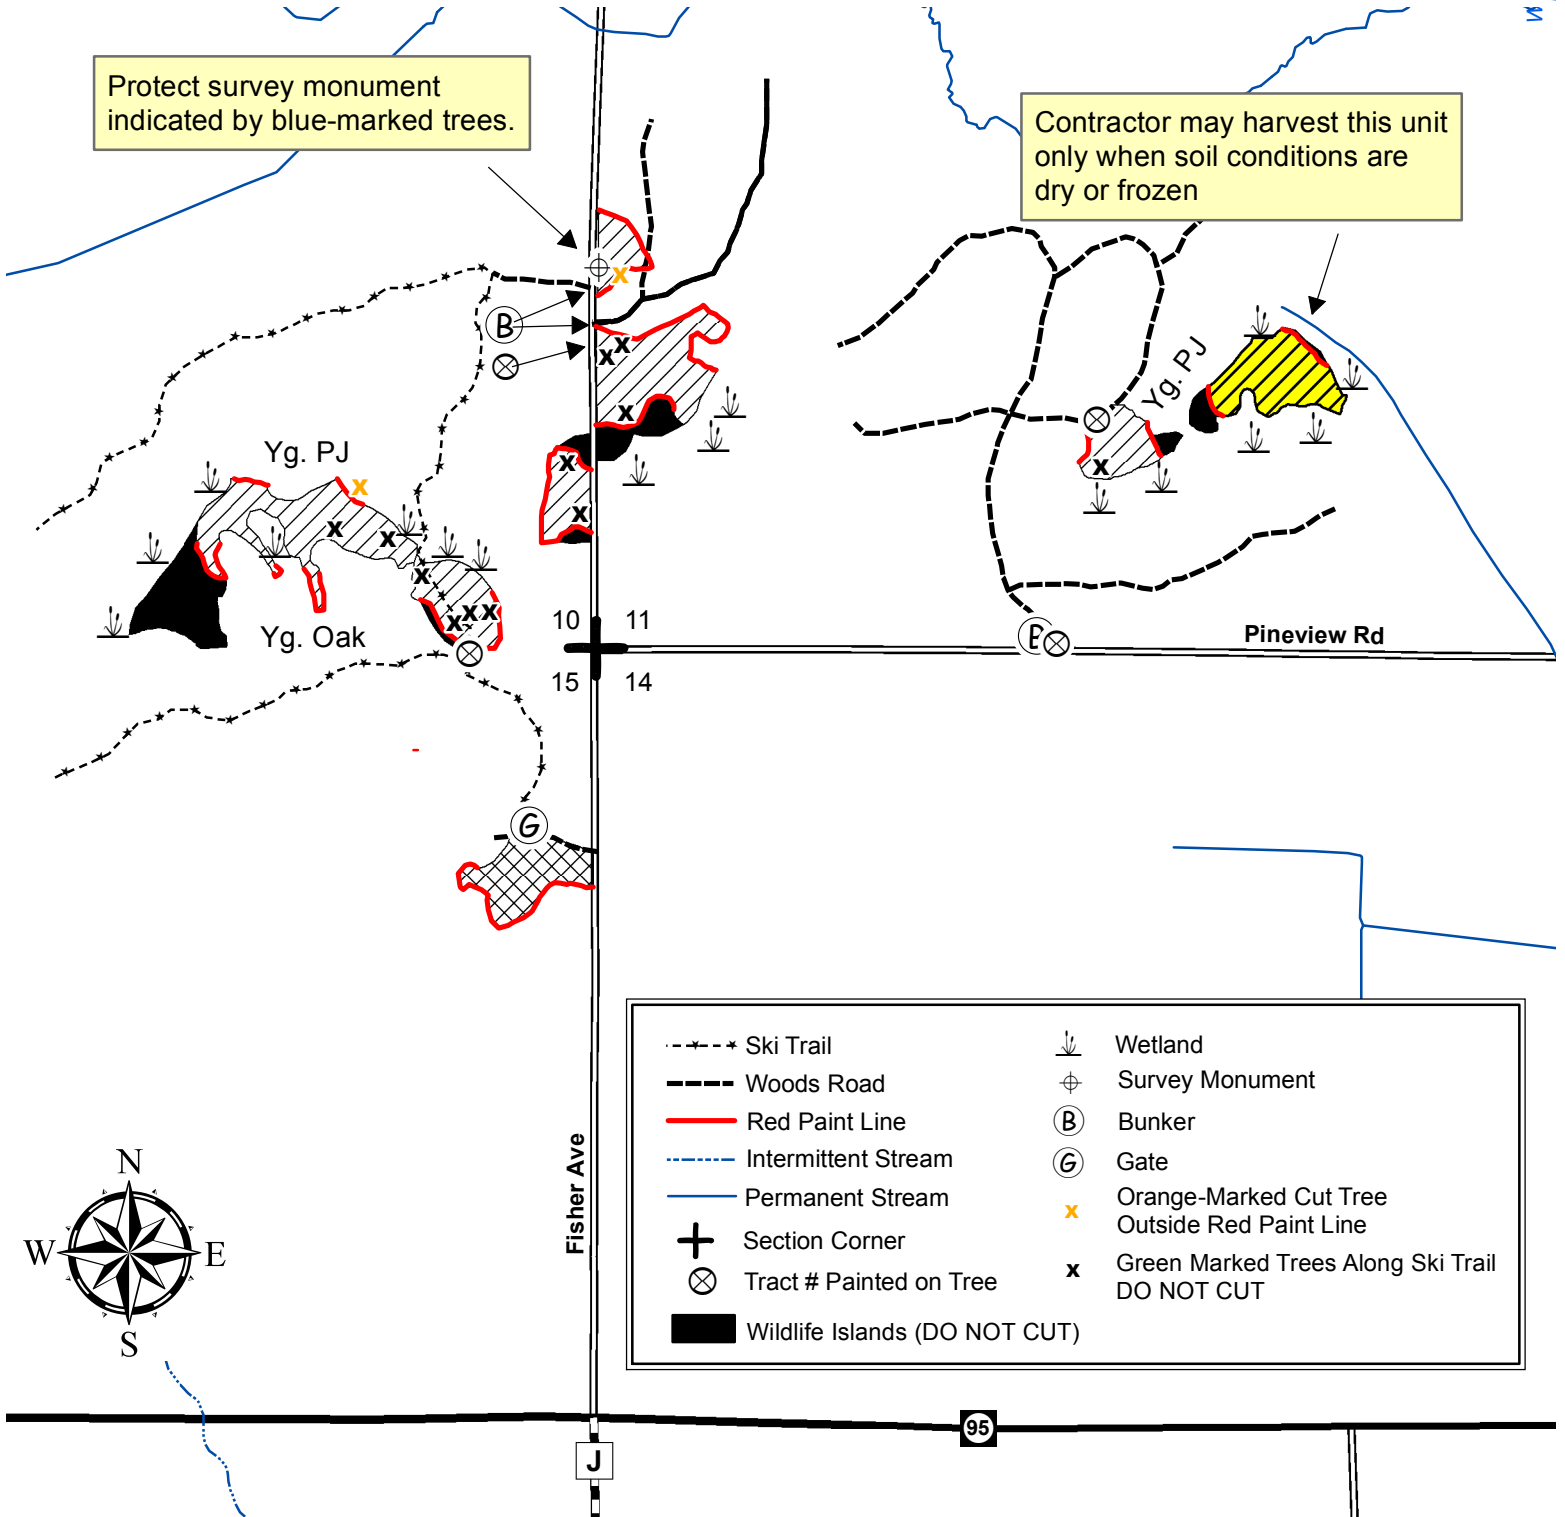 Protect survey monument
indicated by blue-marked trees.
Contractor may harvest this unit
only when soil conditions are
dry or frozen
B
Yg. PJ
Yg. PJ
Yg. Oak
10 11
15 14
B
Pineview Rd
G
Fisher Ave
Ski Trail
Woods Road
Red Paint Line
Intermittent Stream
Permanent Stream
Section Corner
Tract # Painted on Tree
Wildlife Islands (DO NOT CUT)
Wetland
Survey Monument
B Bunker
G Gate
x Orange-Marked Cut Tree
Outside Red Paint Line
x Green Marked Trees Along Ski Trail
DO NOT CUT
N
W E
S
95
J